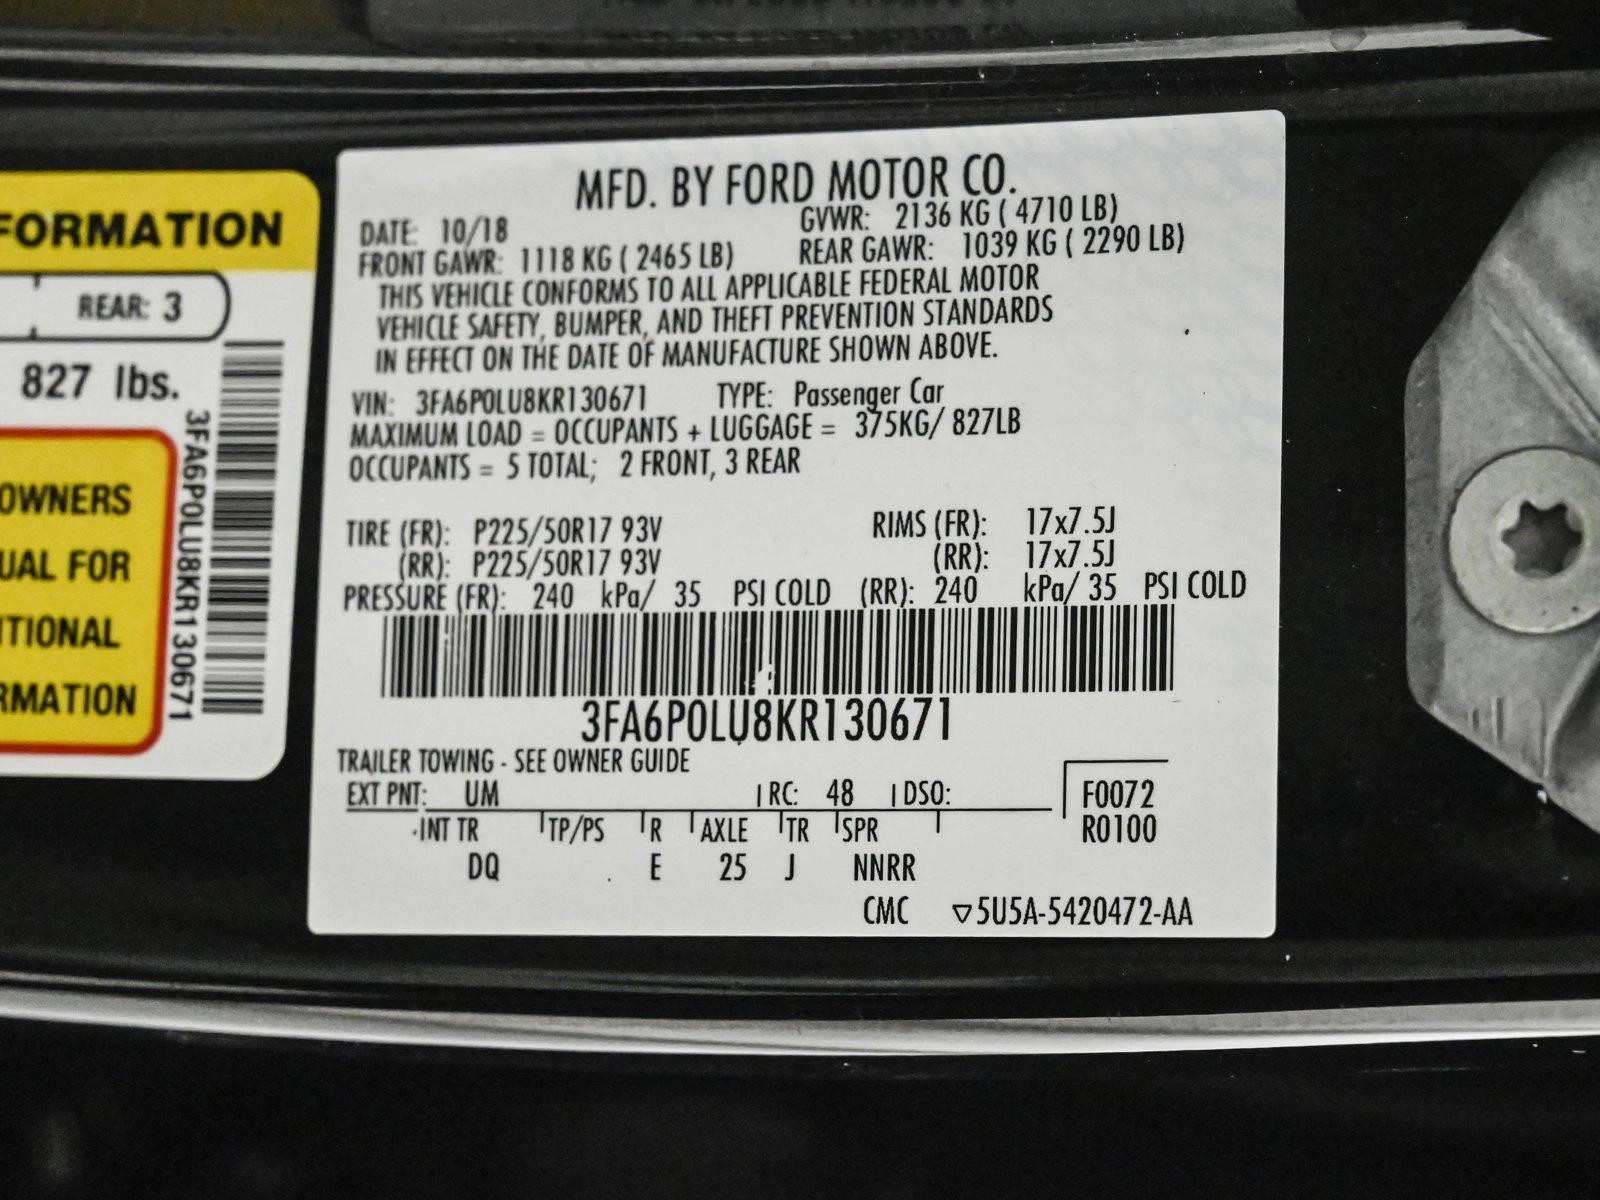 FORMATION
REAR: 3
827 lbs.
OWNERS
UAL FOR
ITIONAL
RMATION
3FA6P0LU8KR130671
MFD. BY FORD MOTOR CO.
DATE: 10/18 GVWR: 2136 KG ( 4710 LB)
FRONT GAWR: 1118 KG ( 2465 LB) REAR GAWR: 1039 KG ( 2290 LB)
THIS VEHICLE CONFORMS TO ALL APPLICABLE FEDERAL MOTOR
VEHICLE SAFETY, BUMPER, AND THEFT PREVENTION STANDARDS
IN EFFECT ON THE DATE OF MANUFACTURE SHOWN ABOVE.
VIN: 3FA6P0LU8KR130671 TYPE: Passenger Car
MAXIMUM LOAD = OCCUPANTS + LUGGAGE = 375KG/ 827LB
OCCUPANTS = 5 TOTAL; 2 FRONT, 3 REAR
TIRE (FR): P225/50R17 93V RIMS (FR): 17x7.5J
(RR): P225/50R17 93V (RR): 17x7.5J
PRESSURE (FR): 240 kPa/ 35 PSI COLD (RR): 240 kPa/ 35 PSI COLD
3FA6P0LU8KR130671
TRAILER TOWING - SEE OWNER GUIDE
EXT PNT: UM RC: 48 DSO: F0072
INT TR TP/PS R AXLE TR SPR R0100
DQ E 25 J NNRR
CMC ▽5U5A-5420472-AA